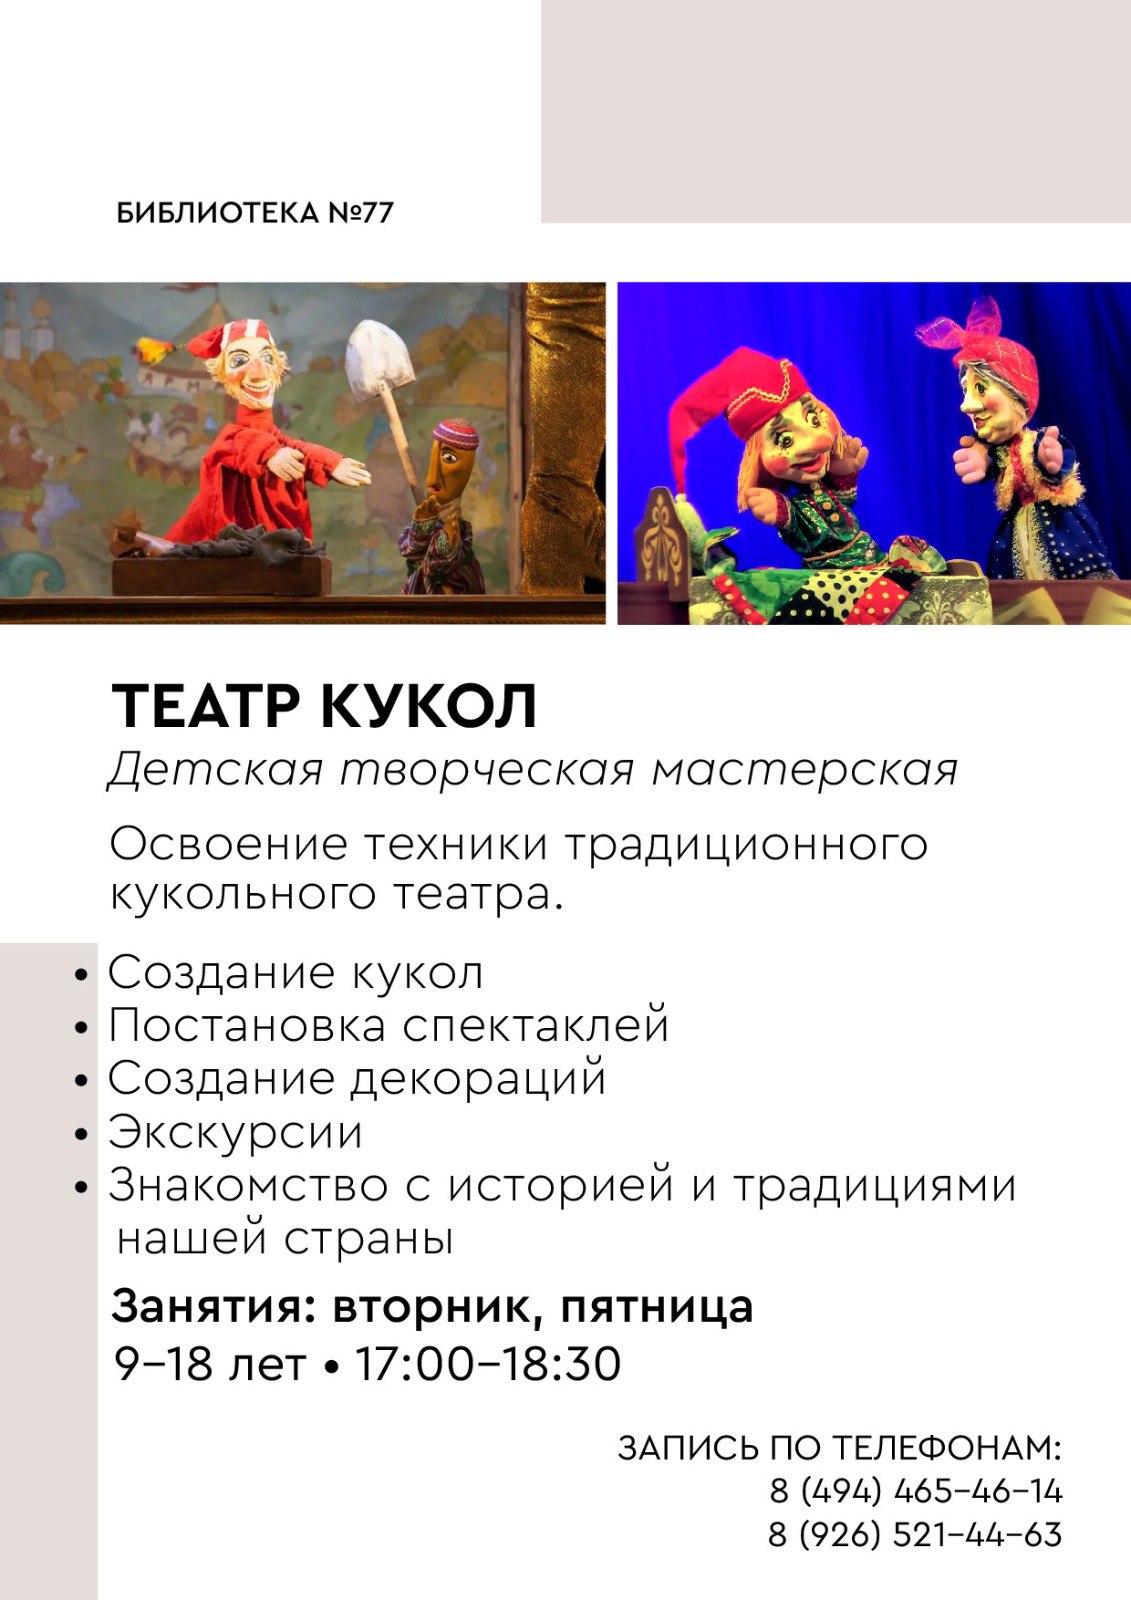 БИБЛИОТЕКА №77
ЯРМ
ТЕАТР КУКОЛ
Детская творческая мастерская
Освоение техники традиционного
кукольного театра.
• Создание кукол
• Постановка спектаклей
• Создание декораций
• Экскурсии
• Знакомство с историей и традициями
нашей страны
Занятия: вторник, пятница
9–18 лет • 17:00–18:30
ЗАПИСЬ ПО ТЕЛЕФОНАМ:
8 (494) 465–46–14
8 (926) 521–44–63